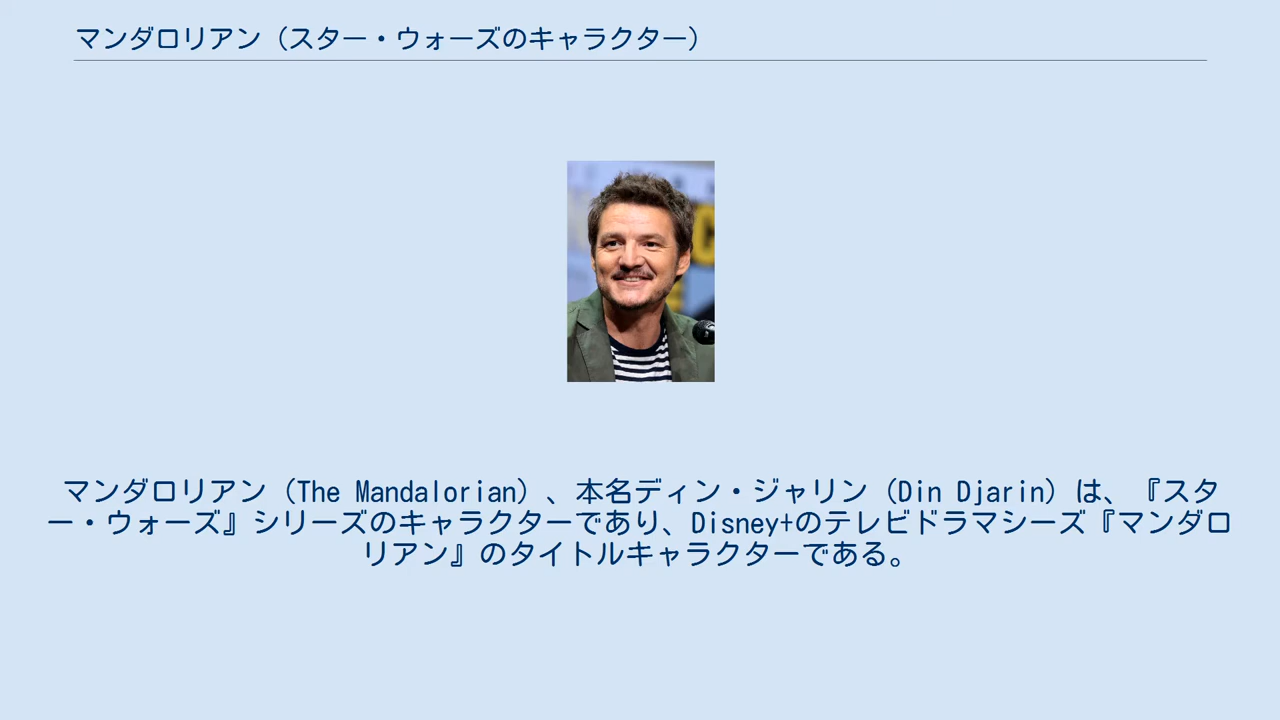 マンダロリアン（スター・ウォーズのキャラクター）
マンダロリアン（The Mandalorian）、本名ディン・ジャリン（Din Djarin）は、『スタ
ー・ウォーズ』シリーズのキャラクターであり、Disney+のテレビドラマシーズ『マンダロ
リアン』のタイトルキャラクターである。